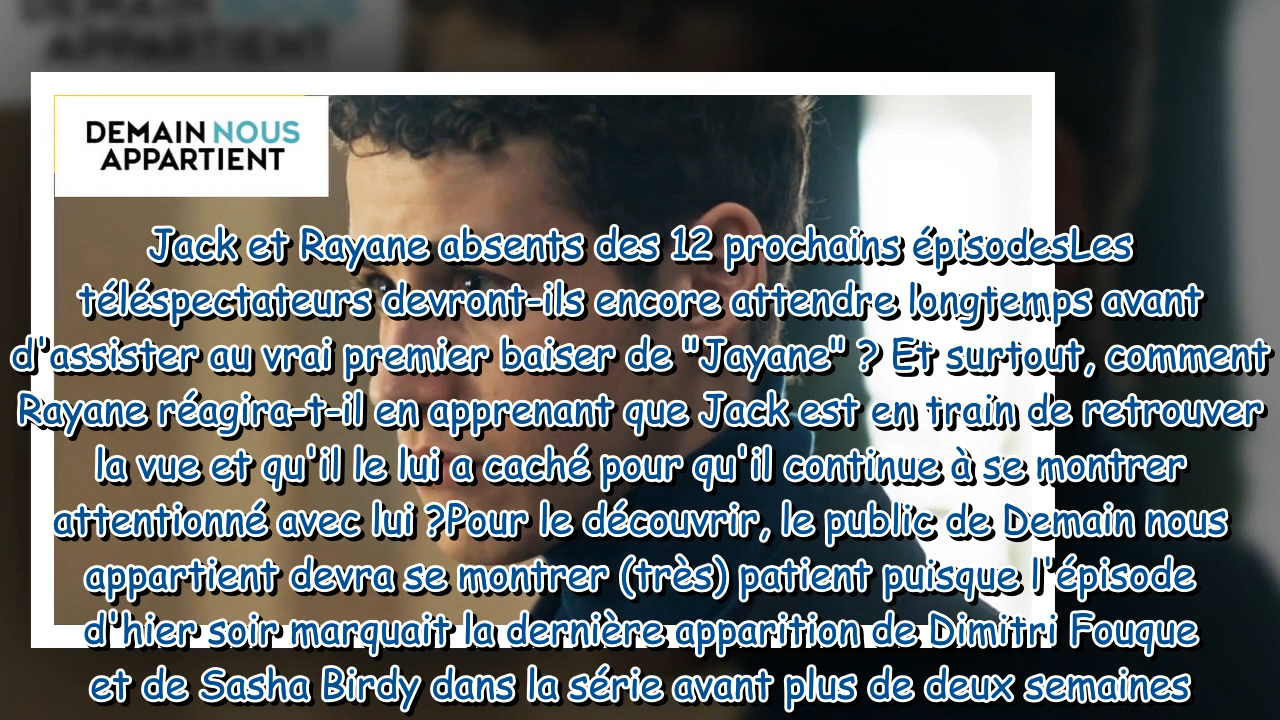 DEMAIN NOUS
APPARTIENT
DEMAIN NOUS
APPARTIENT
Jack et Rayane absents des 12 prochains épisodesLes
téléspectateurs devront-ils encore attendre longtemps avant
d'assister au vrai premier baiser de "Jayane" ? Et surtout, comment
Rayane réagira-t-il en apprenant que Jack est en train de retrouver
la vue et qu'il le lui a caché pour qu'il continue à se montrer
attentionné avec lui ?Pour le découvrir, le public de Demain nous
appartient devra se montrer (très) patient puisque l'épisode
d'hier soir marquait la dernière apparition de Dimitri Fouque
et de Sasha Birdy dans la série avant plus de deux semaines